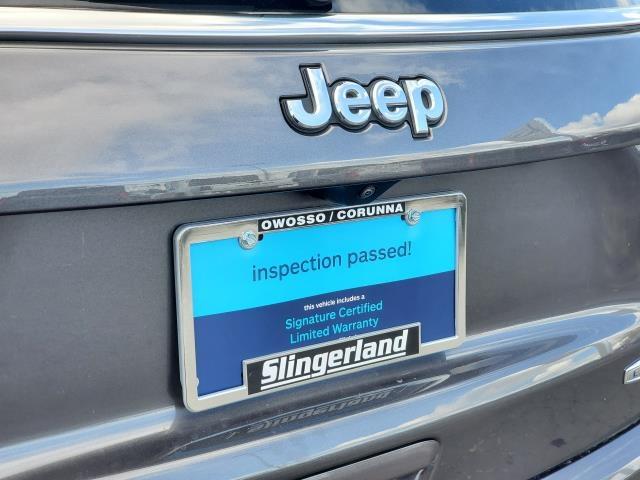 Jeep
OWOSSO / CORUNNA
inspection passed!
this vehicle includes a
Signature Certified
Limited Warranty
Slingerland